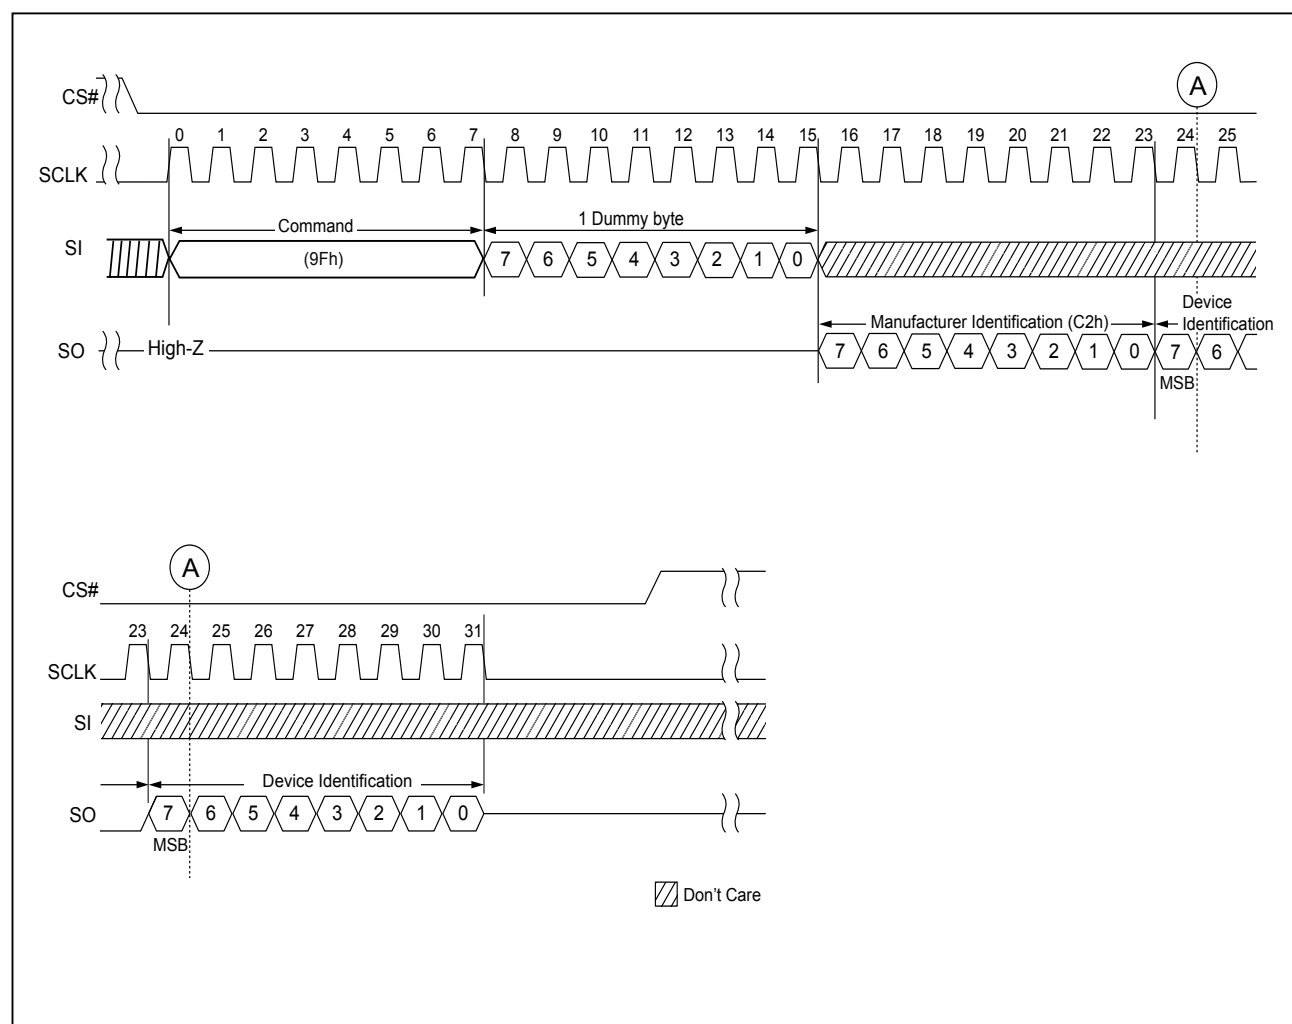 A
CS#
0 1 2 3 4 5 6 7 8 9 10 11 12 13 14 15 16 17 18 19 20 21 22 23 24 25
SCLK
Command 1 Dummy byte
SI (9Fh) 7 6 5 4 3 2 1 0
Device
Manufacturer Identification (C2h) Identification
SO High-Z 7 6 5 4 3 2 1 0 7 6
MSB
A
CS#
23 24 25 26 27 28 29 30 31
SCLK
SI
Device Identification
SO 7 6 5 4 3 2 1 0
MSB
Don't Care